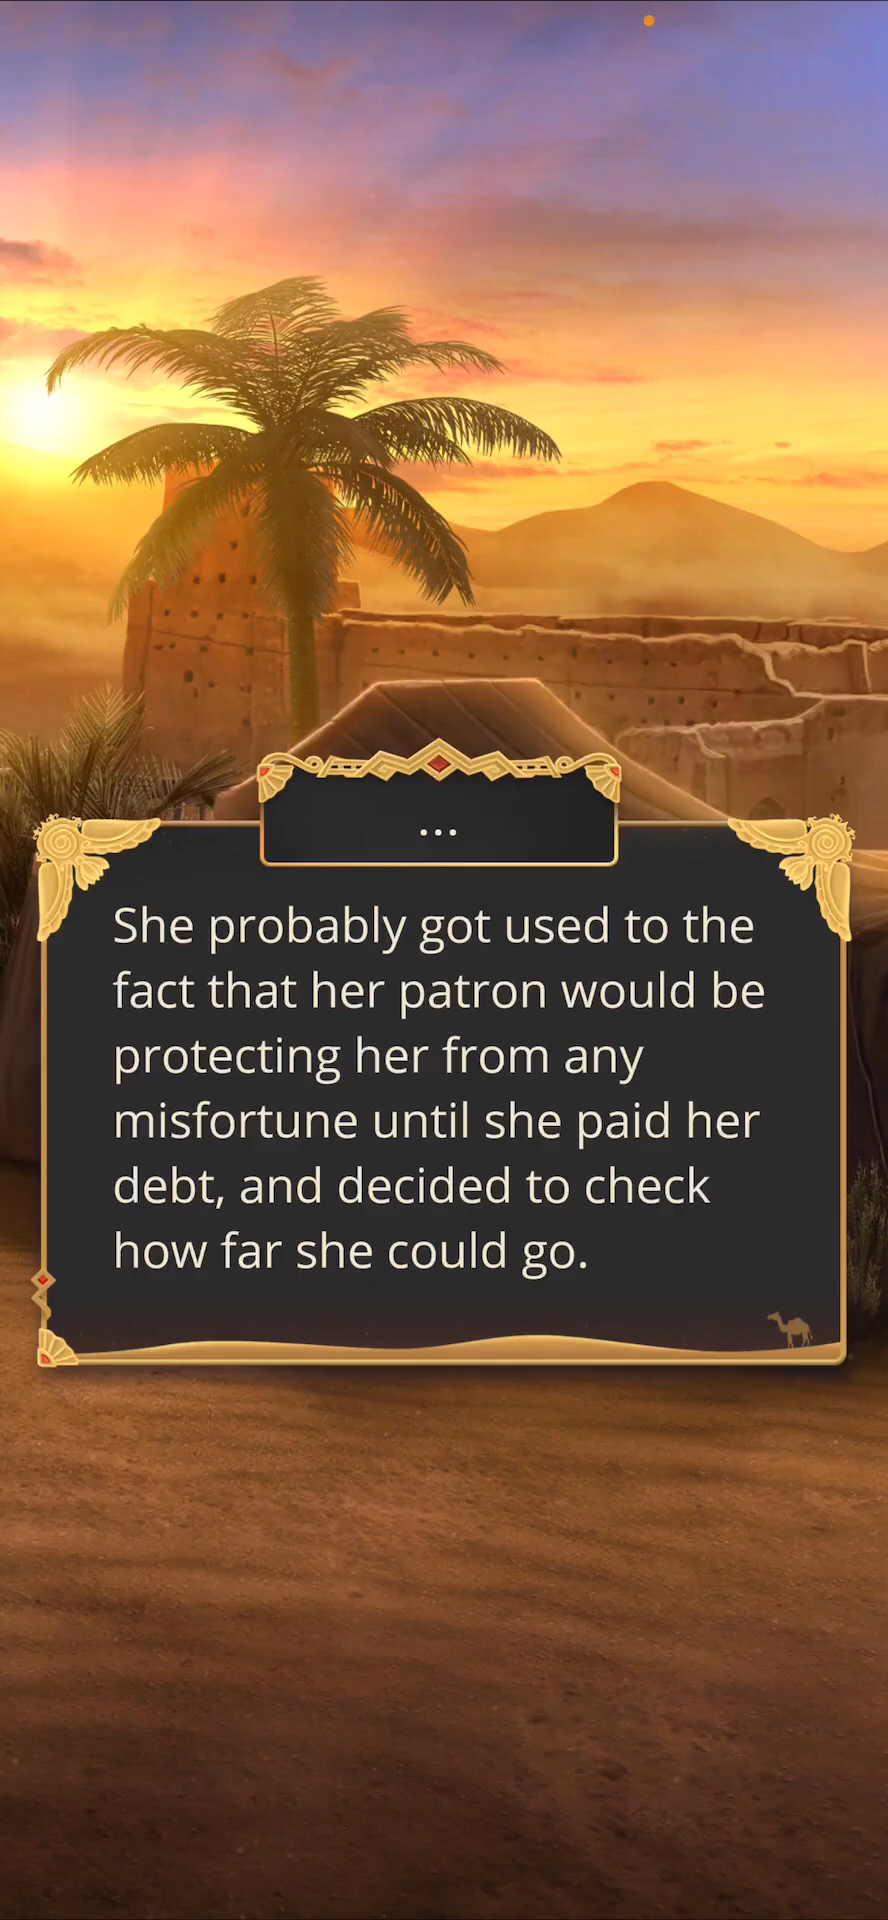 ...
She probably got used to the
fact that her patron would be
protecting her from any
misfortune until she paid her
debt, and decided to check
how far she could go.